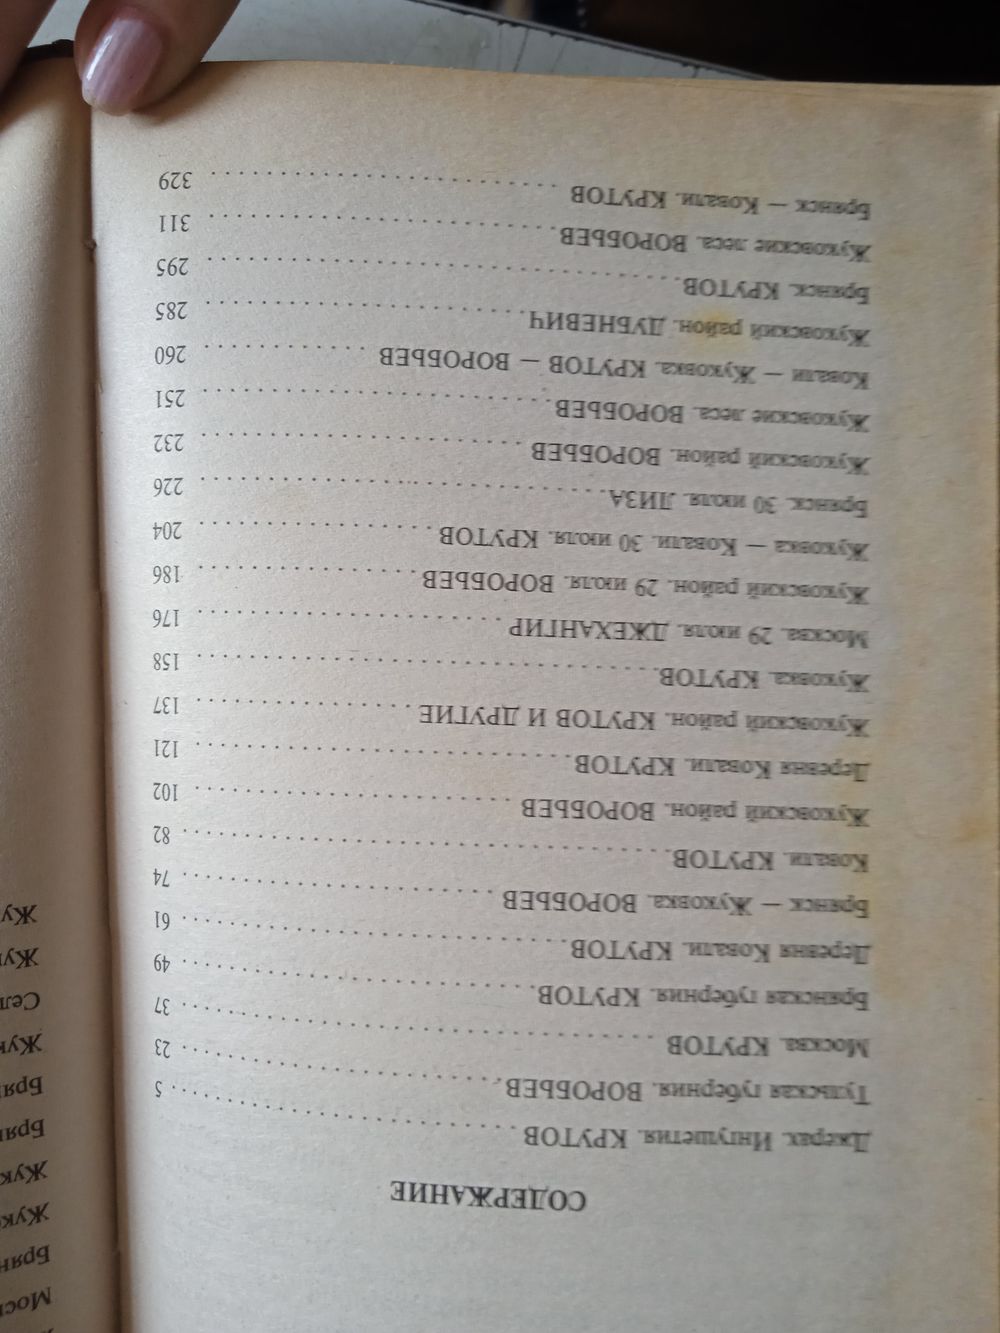 СОДЕРЖАНИЕ
Джерах. Ингушетия. КРУТОВ . . . . . . . . . . . . . . . . . . . . . 5
Тульская губерния. ВОРОБЬЕВ. . . . . . . . . . . . . . . . . . . . 23
Москва. КРУТОВ . . . . . . . . . . . . . . . . . . . . . . . . . . . . . 37
Брянская губерния. КРУТОВ. . . . . . . . . . . . . . . . . . . . . 49
Деревня Ковали. КРУТОВ. . . . . . . . . . . . . . . . . . . . . . . 61
Брянск — Жуковка. ВОРОБЬЕВ . . . . . . . . . . . . . . . . . . . 74
Ковали. КРУТОВ. . . . . . . . . . . . . . . . . . . . . . . . . . . . . 82
Жуковский район. ВОРОБЬЕВ . . . . . . . . . . . . . . . . . . . 102
Деревня Ковали. КРУТОВ. . . . . . . . . . . . . . . . . . . . . . . 121
Жуковский район. КРУТОВ И ДРУГИЕ . . . . . . . . . . . . . 137
Жуковка. КРУТОВ. . . . . . . . . . . . . . . . . . . . . . . . . . . . 158
Москва. 29 июля. ДЖЕХАНГИР . . . . . . . . . . . . . . . . . . 176
Жуковский район. 29 июля. ВОРОБЬЕВ . . . . . . . . . . . . . 186
Жуковка — Ковали. 30 июля. КРУТОВ . . . . . . . . . . . . . . 204
Брянск. 30 июля. ЛИЗА. . . . . . . . . . . . . . . . . . . . . . . . . 226
Жуковский район. ВОРОБЬЕВ . . . . . . . . . . . . . . . . . . . 232
Жуковские леса. ВОРОБЬЕВ. . . . . . . . . . . . . . . . . . . . . 251
Ковали — Жуковка. КРУТОВ — ВОРОБЬЕВ . . . . . . . . . . 260
Жуковский район. ДУБНЕВИЧ. . . . . . . . . . . . . . . . . . . 285
Брянск. КРУТОВ. . . . . . . . . . . . . . . . . . . . . . . . . . . . . 295
Жуковские леса. ВОРОБЬЕВ. . . . . . . . . . . . . . . . . . . . . 311
Брянск — Ковали. КРУТОВ . . . . . . . . . . . . . . . . . . . . . 329